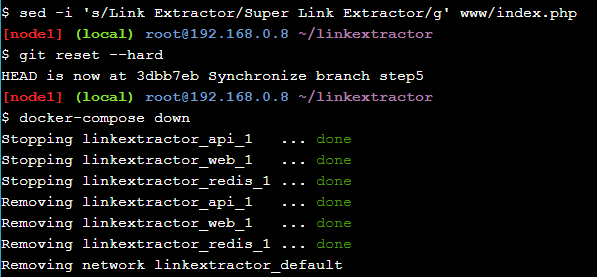 $ sed -i 's/Link Extractor/Super Link Extractor/g' www/index.php
[node1] (local) root@192.168.0.8 ~/linkextractor
$ git reset --hard
HEAD is now at 3dbb7eb Synchronize branch step5
[node1] (local) root@192.168.0.8 ~/linkextractor
$ docker-compose down
Stopping linkextractor_api_1   ... done
Stopping linkextractor_web_1   ... done
Stopping linkextractor_redis_1 ... done
Removing linkextractor_api_1   ... done
Removing linkextractor_web_1   ... done
Removing linkextractor_redis_1 ... done
Removing network linkextractor_default